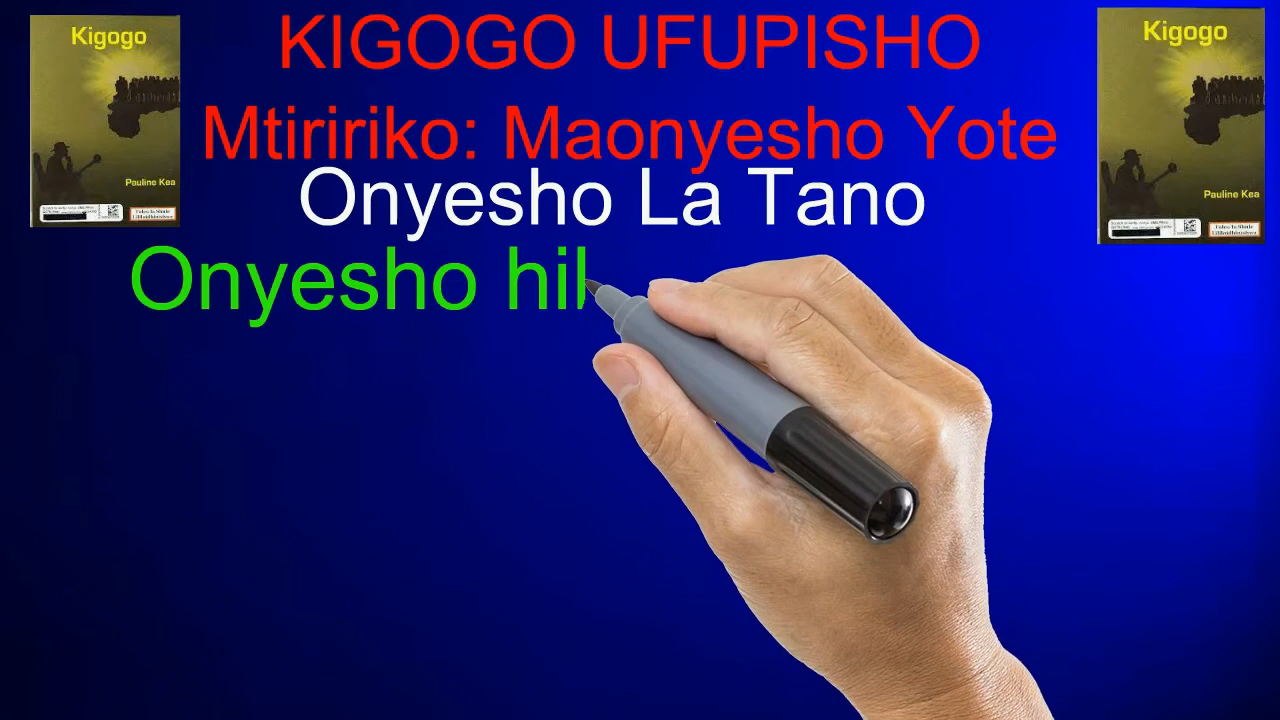 KIGOGO UFUPISHO
Mtiririko: Maonyesho Yote
Onyesho La Tano
Onyesho hil
Kigogo
Pauline Kea
Kigogo
Pauline Kea